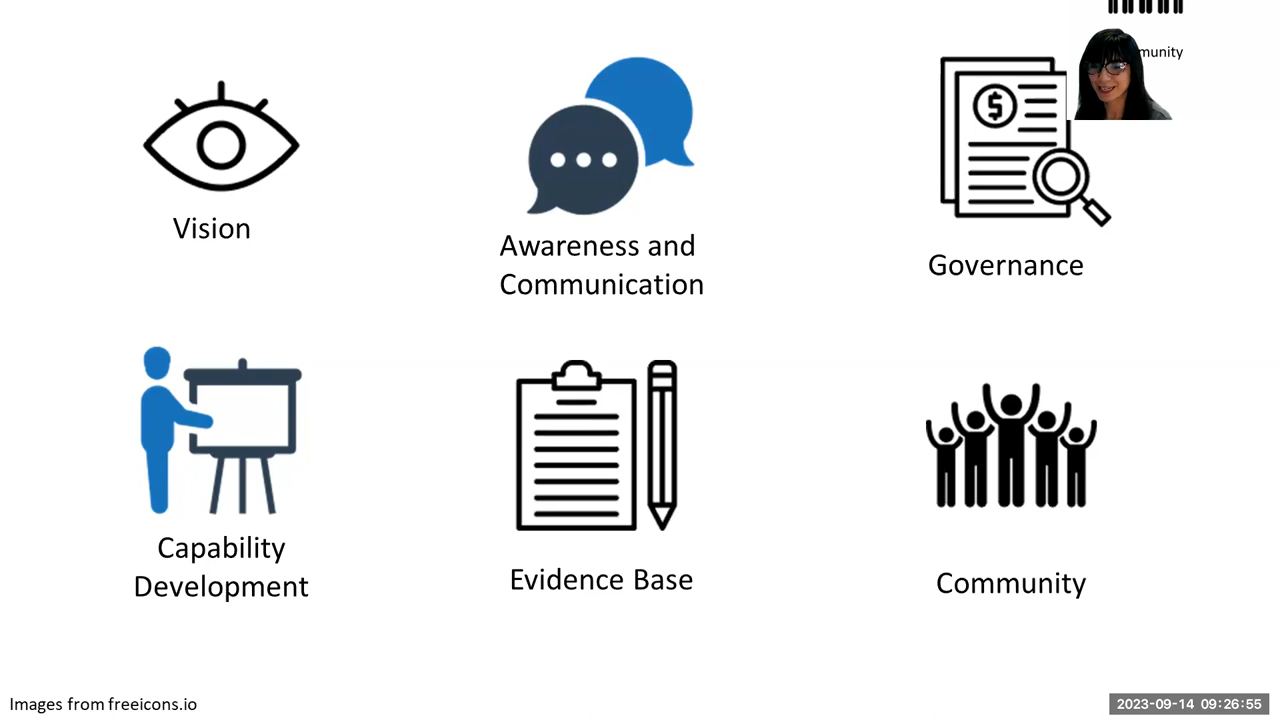 munity
Vision
Awareness and
Communication
$
Governance
Capability
Development
Evidence Base
Community
Images from freeicons.io
2023-09-14 09:26:55